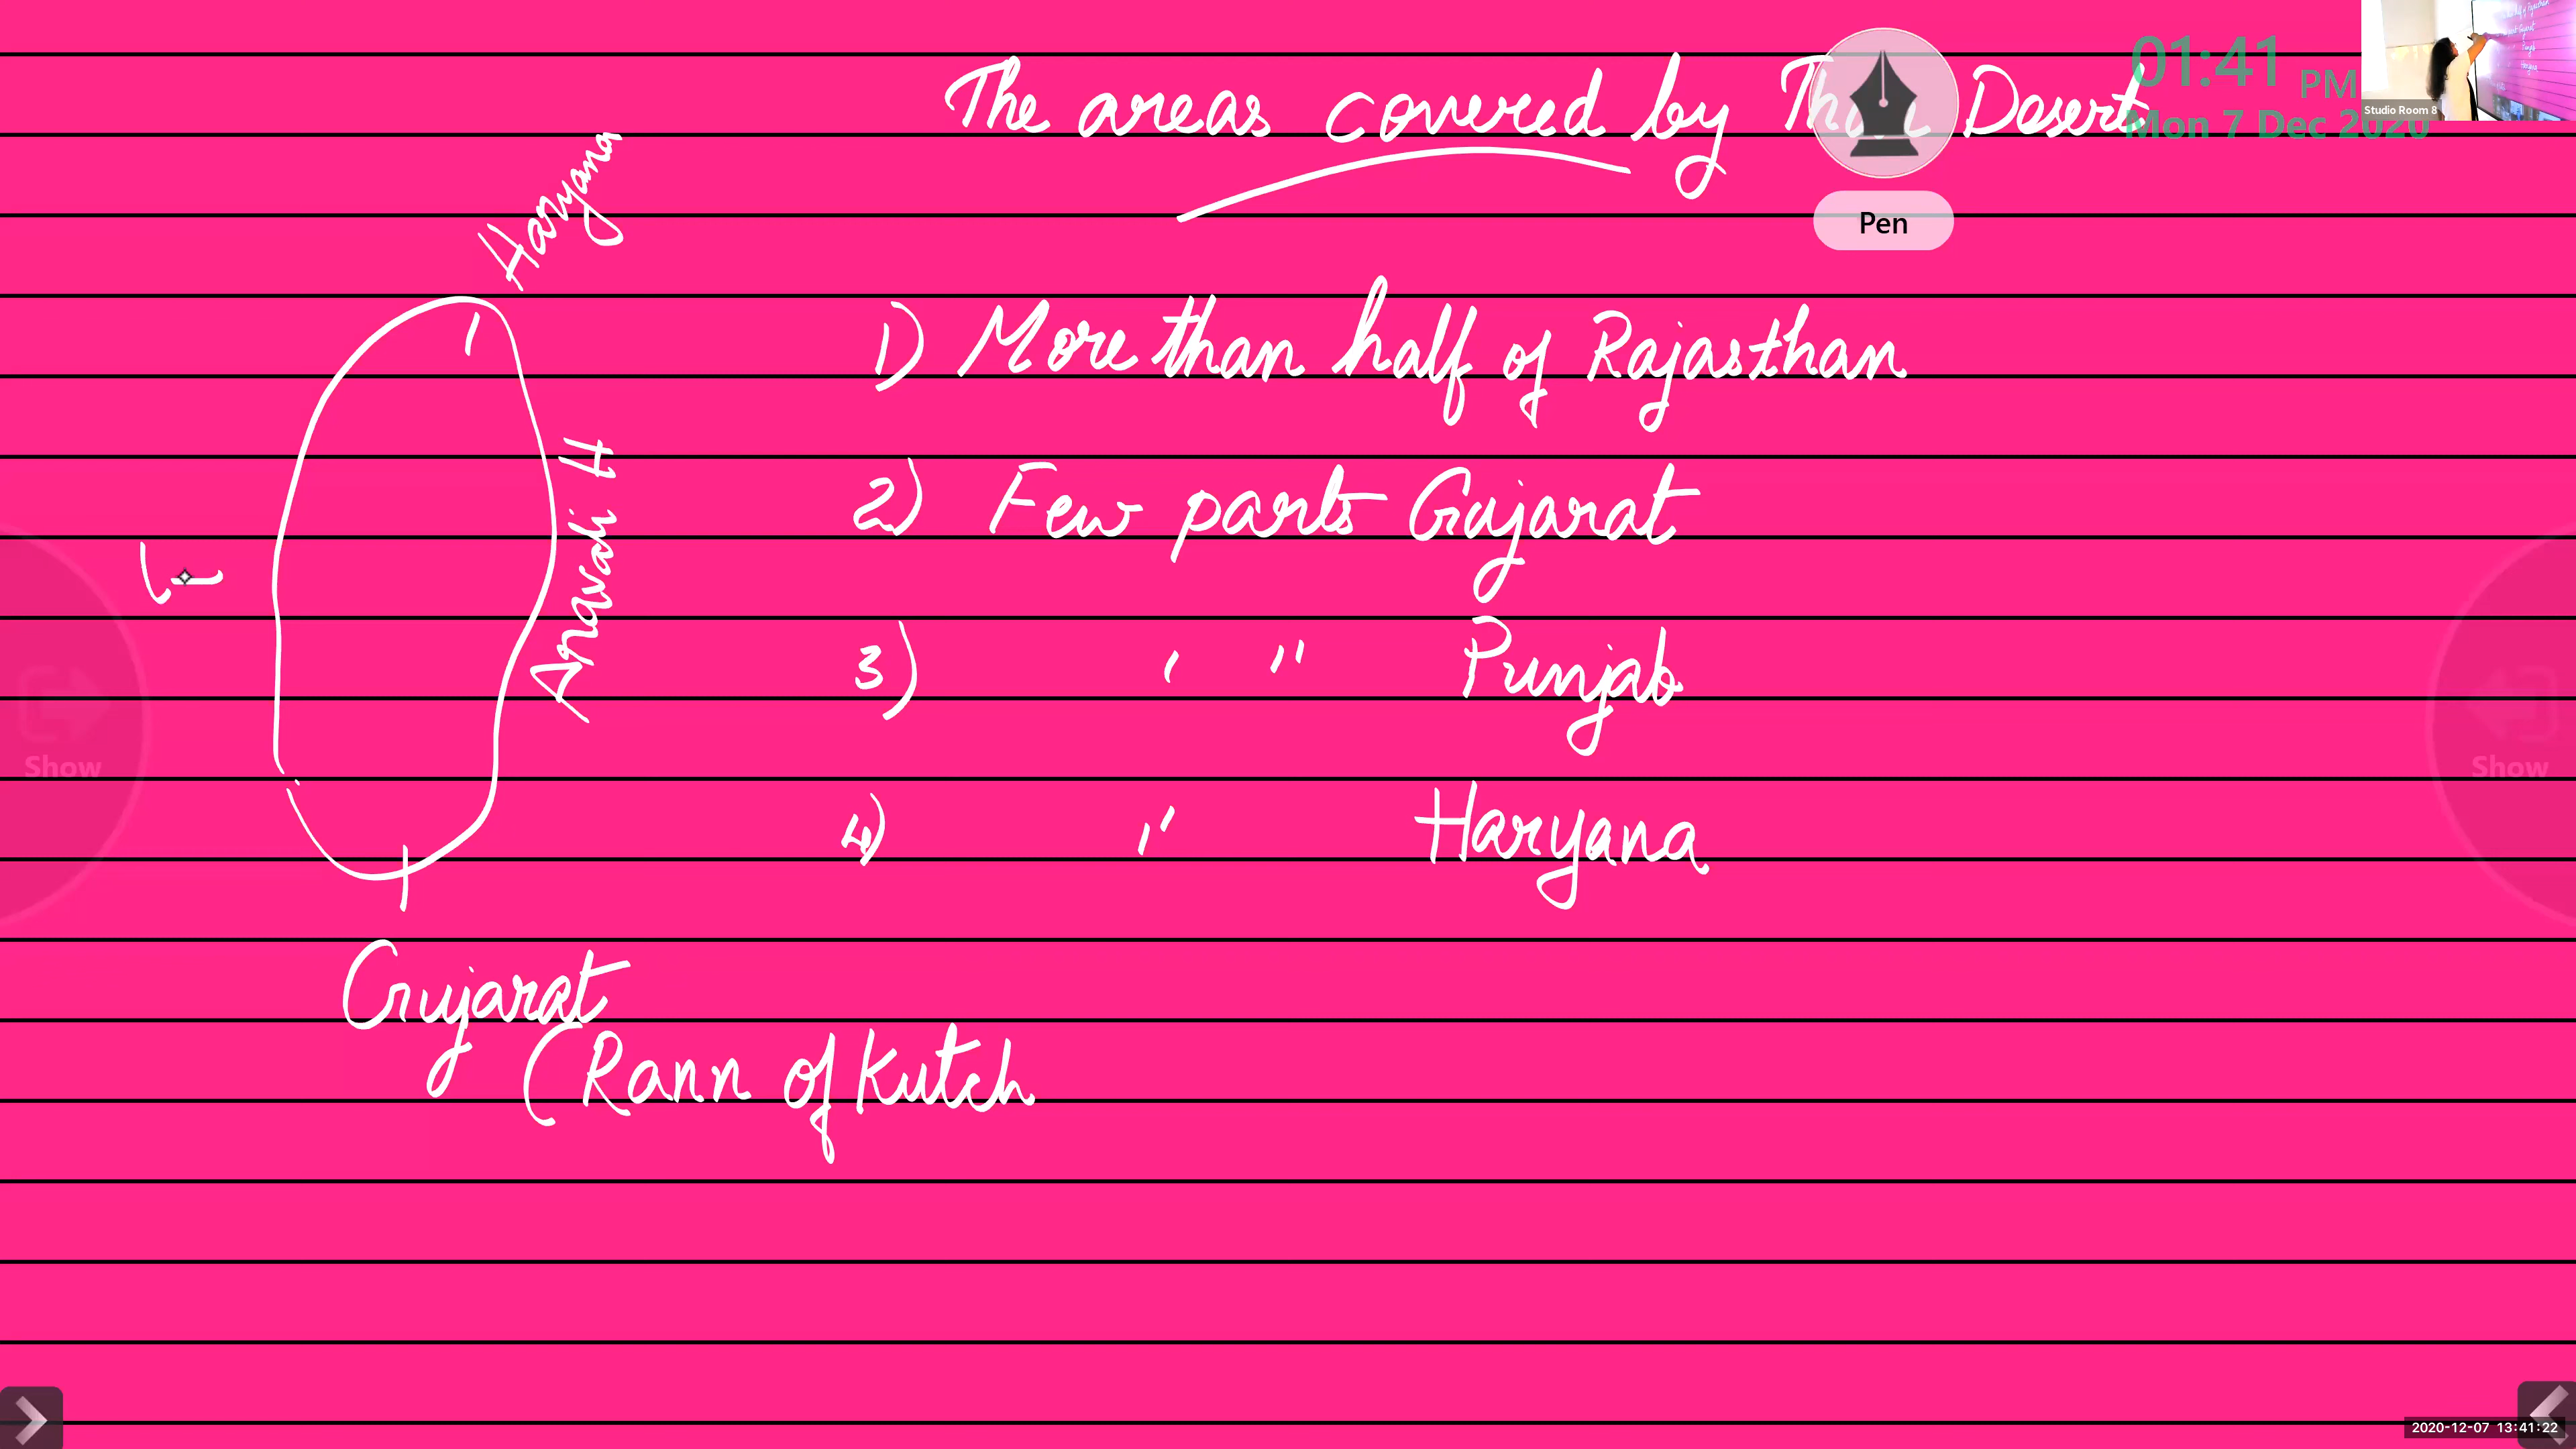 The areas covered by Thar Desert
01:41 PM
Mon 7 Dec 2020
Studio Room 8
Pen
Haryana
Aravali H
1) More than half of Rajasthan
2) Few parts Gujarat
3) " " Punjab
4) " Haryana
Gujarat
(Rann of Kutch
Show
Show
2020-12-07 13:41:22